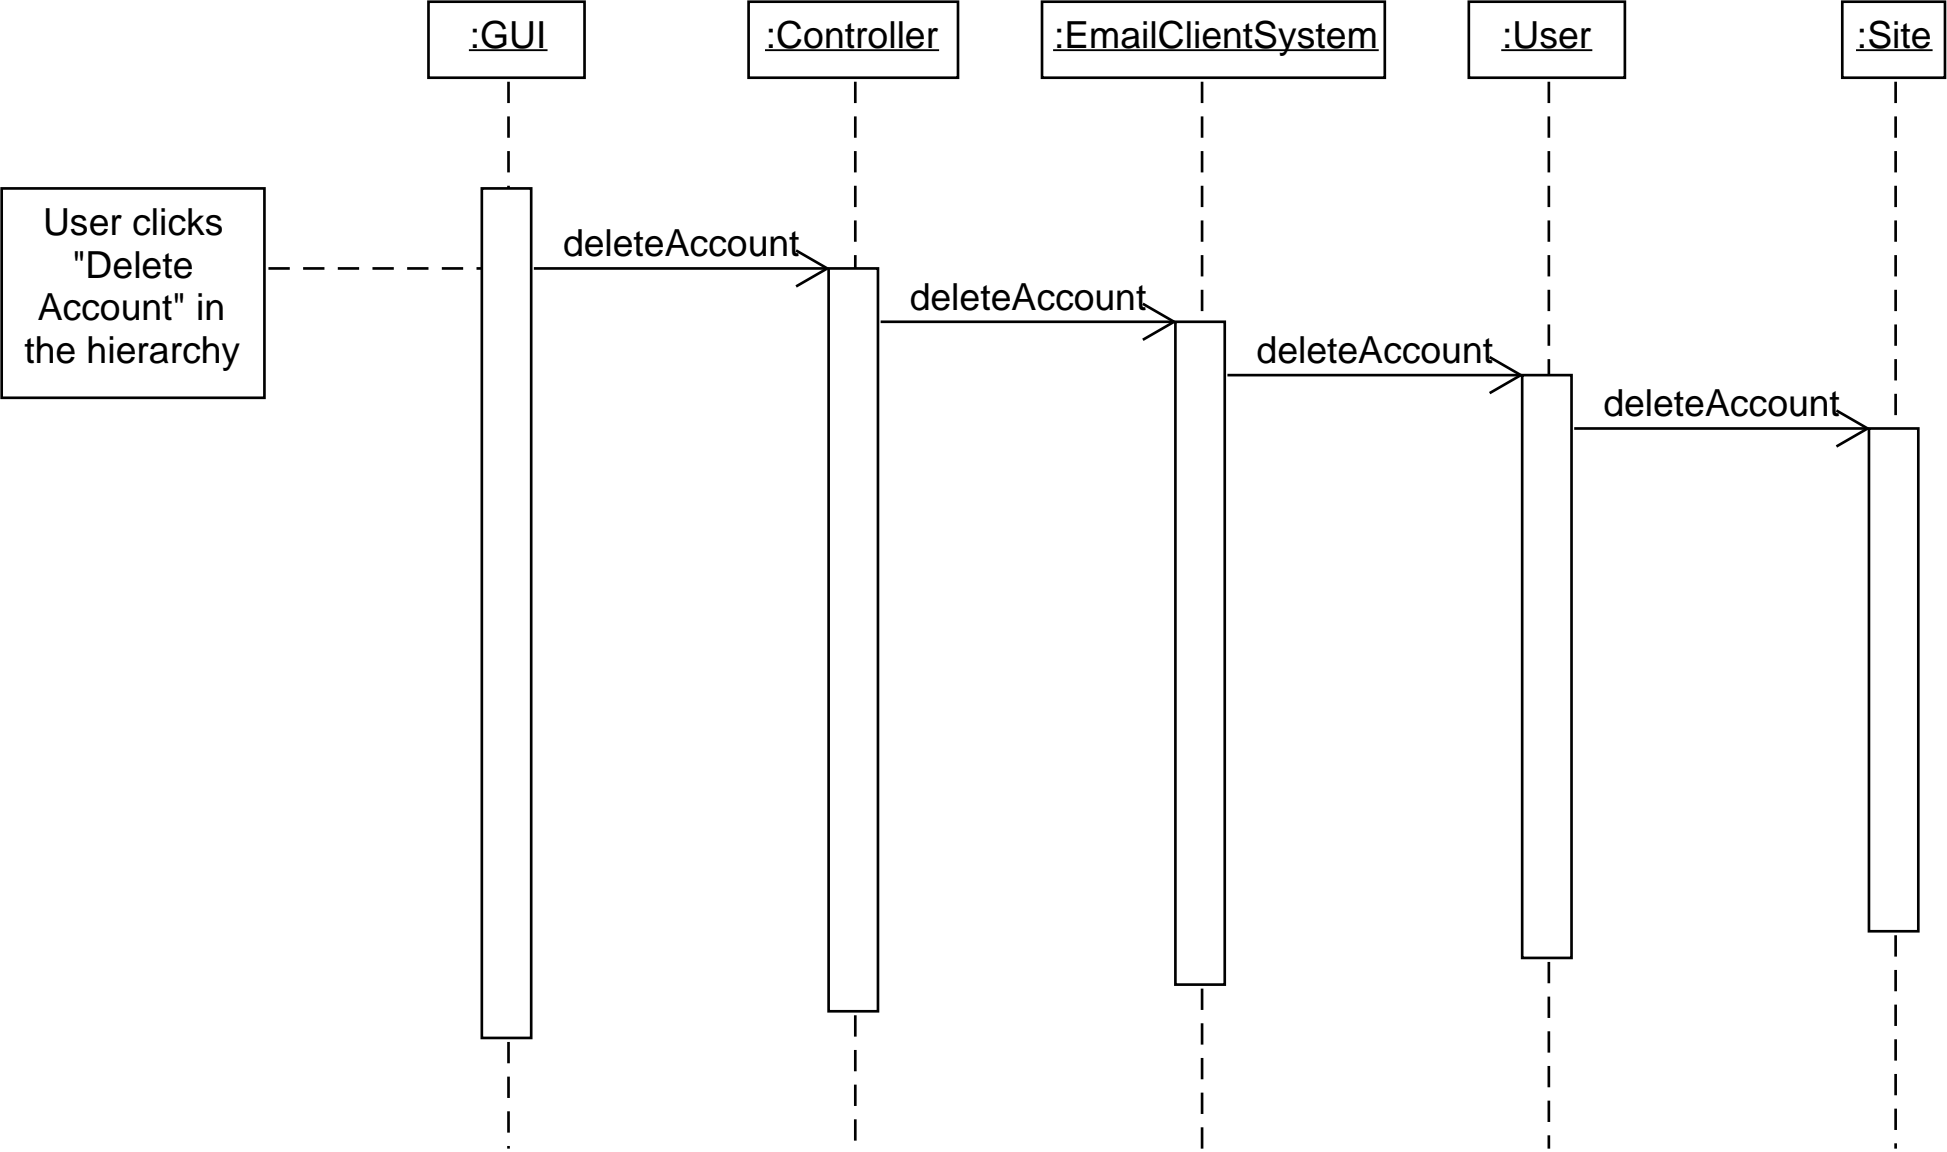 :GUI
:Controller
:EmailClientSystem
:User
:Site
User clicks
"Delete
Account" in
the hierarchy
deleteAccount
deleteAccount
deleteAccount
deleteAccount